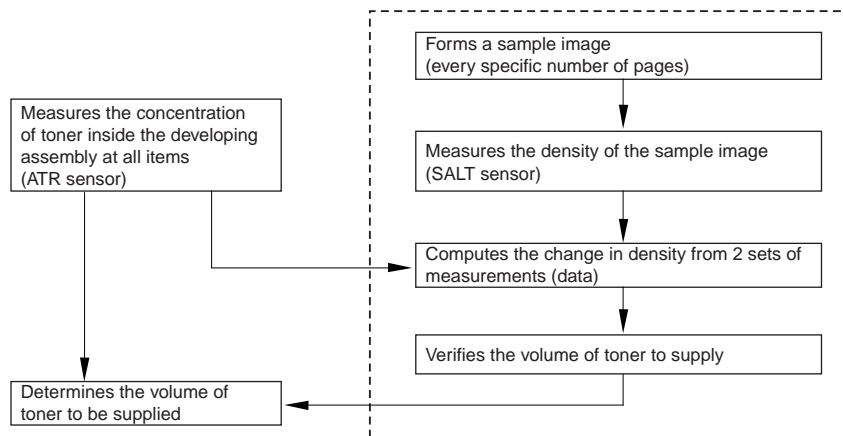 Measures the concentration
of toner inside the developing
assembly at all items
(ATR sensor)
Determines the volume of
toner to be supplied
Forms a sample image
(every specific number of pages)
Measures the density of the sample image
(SALT sensor)
Computes the change in density from 2 sets of
measurements (data)
Verifies the volume of toner to supply